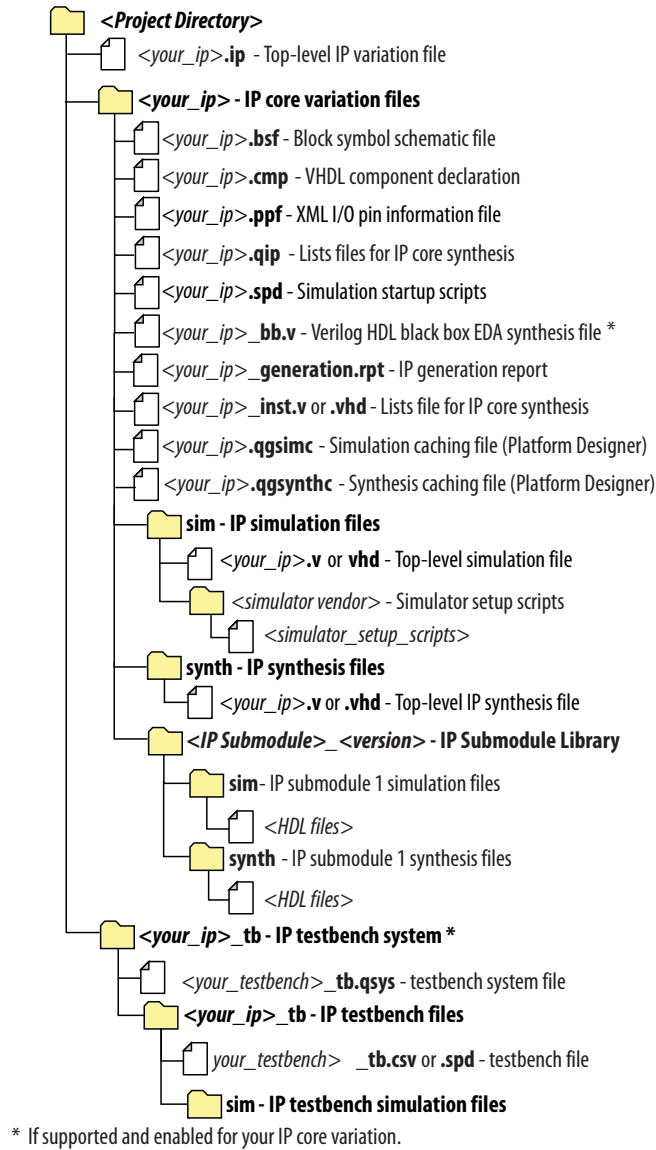 <Project Directory>
<your_ip>.ip - Top-level IP variation file
<your_ip> - IP core variation files
<your_ip>.bsf - Block symbol schematic file
<your_ip>.cmp - VHDL component declaration
<your_ip>.ppf - XML I/O pin information file
<your_ip>.qip - Lists files for IP core synthesis
<your_ip>.spd - Simulation startup scripts
<your_ip>_bb.v - Verilog HDL black box EDA synthesis file *
<your_ip>_generation.rpt - IP generation report
<your_ip>_inst.v or .vhd - Lists file for IP core synthesis
<your_ip>.qgsimc - Simulation caching file (Platform Designer)
<your_ip>.qgsynthc - Synthesis caching file (Platform Designer)
sim - IP simulation files
<your_ip>.v or vhd - Top-level simulation file
<simulator vendor> - Simulator setup scripts
<simulator_setup_scripts>
synth - IP synthesis files
<your_ip>.v or .vhd - Top-level IP synthesis file
<IP Submodule>_<version> - IP Submodule Library
sim- IP submodule 1 simulation files
<HDL files>
synth - IP submodule 1 synthesis files
<HDL files>
<your_ip>_tb - IP testbench system *
<your_testbench>_tb.qsys - testbench system file
<your_ip>_tb - IP testbench files
your_testbench> _tb.csv or .spd - testbench file
sim - IP testbench simulation files
* If supported and enabled for your IP core variation.